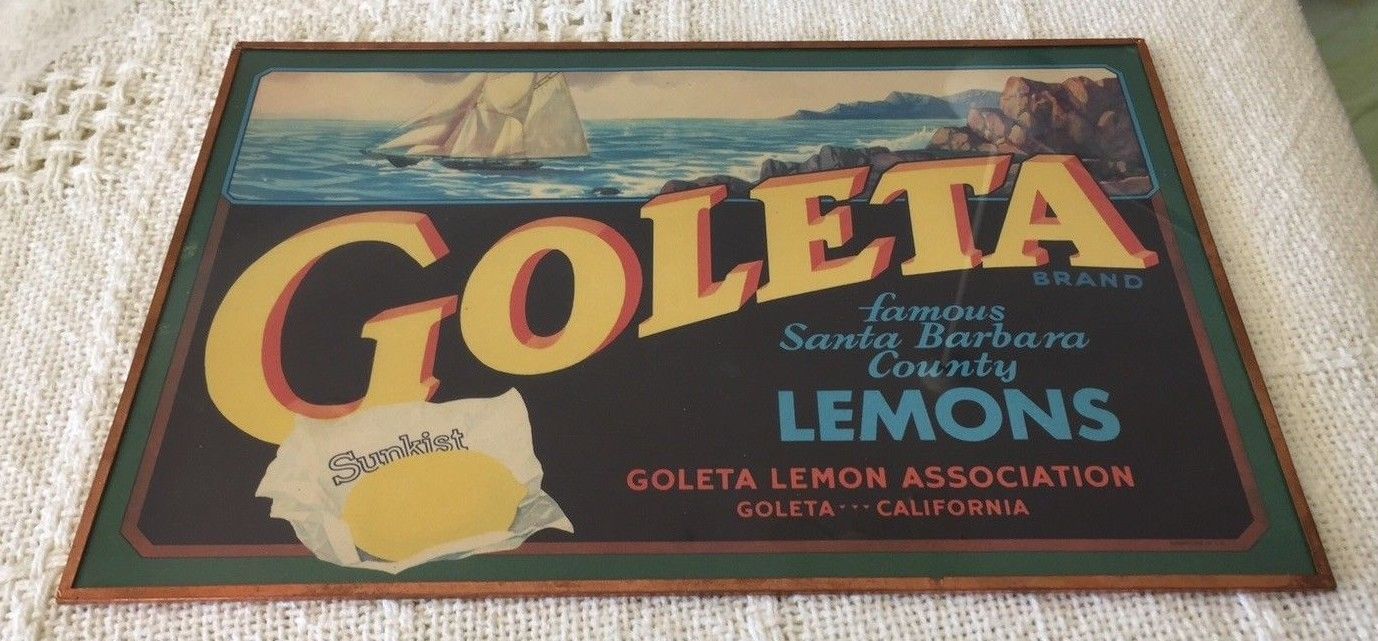 GOLETA
BRAND
famous
Santa Barbara
County
LEMONS
Sunkist
GOLETA LEMON ASSOCIATION
GOLETA --- CALIFORNIA